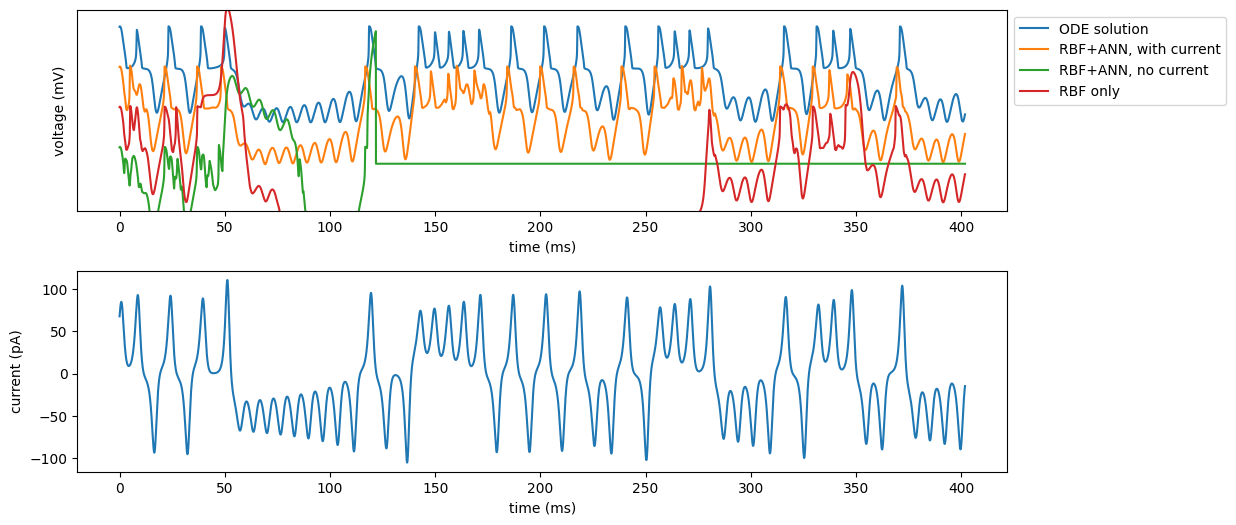 voltage (mV)
ODE solution
RBF+ANN, with current
RBF+ANN, no current
RBF only
0 50 100 150 200 250 300 350 400
time (ms)
current (pA)
100
50
0
−50
−100
0 50 100 150 200 250 300 350 400
time (ms)